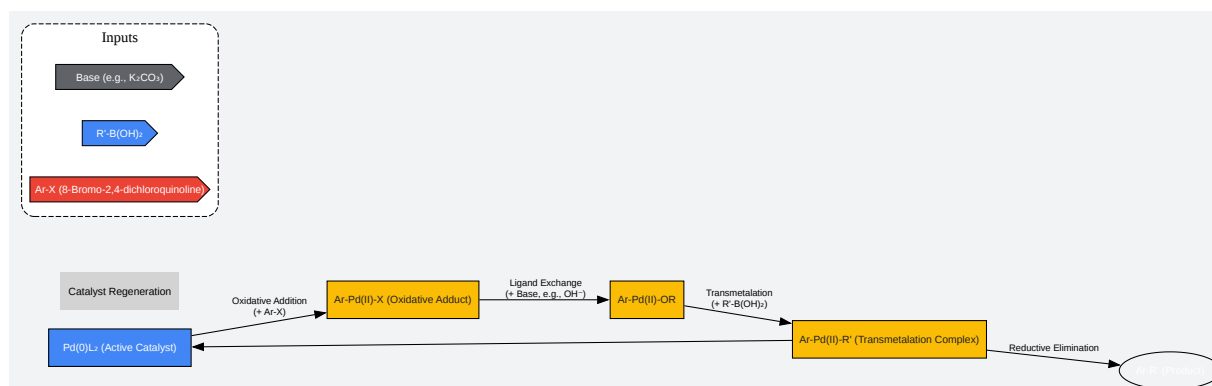 Inputs
Base (e.g., K₂CO₃)
R'-B(OH)₂
Ar-X (8-Bromo-2,4-dichloroquinoline)
Catalyst Regeneration
Pd(0)L₂ (Active Catalyst)
Oxidative Addition
(+ Ar-X)
Ar-Pd(II)-X (Oxidative Adduct)
Ligand Exchange
(+ Base, e.g., OH⁻)
Ar-Pd(II)-OR
Transmetalation
(+ R'-B(OH)₂)
Ar-Pd(II)-R' (Transmetalation Complex)
Reductive Elimination
Ar-R' (Product)